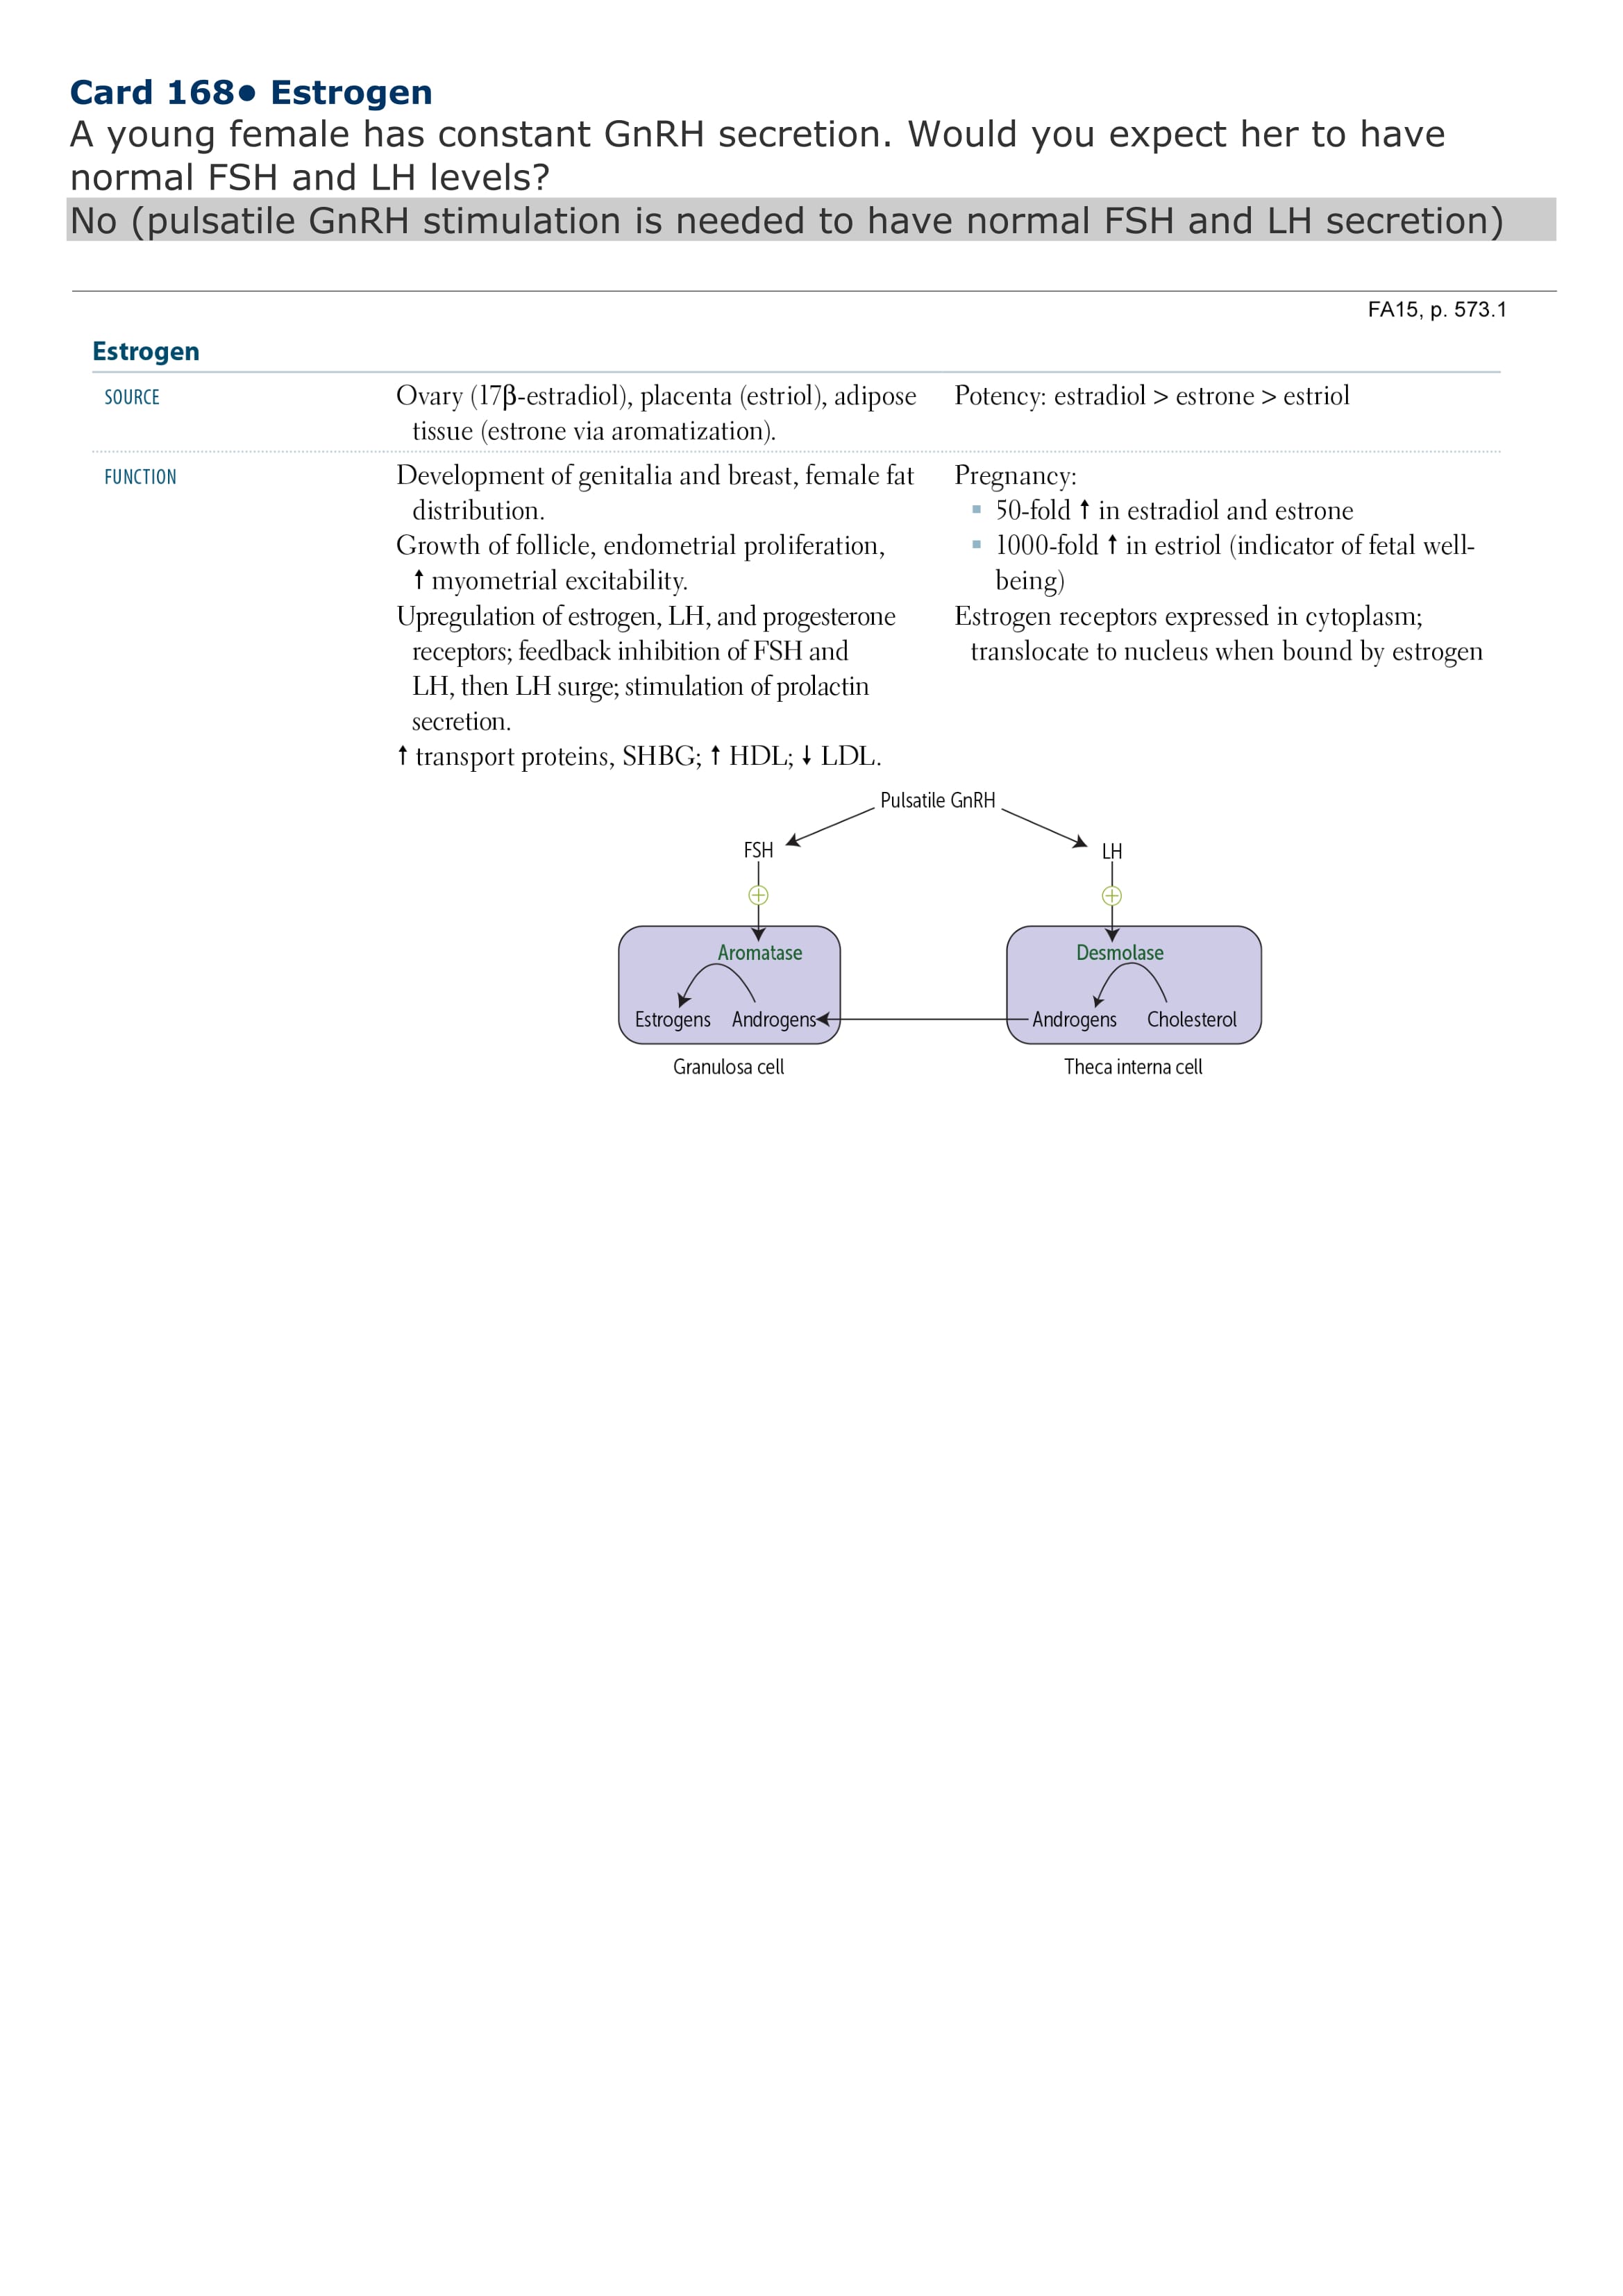 Card 168• Estrogen
A young female has constant GnRH secretion. Would you expect her to have
normal FSH and LH levels?
No (pulsatile GnRH stimulation is needed to have normal FSH and LH secretion)
FA15, p. 573.1
Estrogen
SOURCE
Ovary (17β-estradiol), placenta (estriol), adipose
tissue (estrone via aromatization).
Potency: estradiol > estrone > estriol
FUNCTION
Development of genitalia and breast, female fat
distribution.
Growth of follicle, endometrial proliferation,
↑ myometrial excitability.
Upregulation of estrogen, LH, and progesterone
receptors; feedback inhibition of FSH and
LH, then LH surge; stimulation of prolactin
secretion.
↑ transport proteins, SHBG; ↑ HDL; ↓ LDL.
Pregnancy:
▪ 50-fold ↑ in estradiol and estrone
▪ 1000-fold ↑ in estriol (indicator of fetal well-
being)
Estrogen receptors expressed in cytoplasm;
translocate to nucleus when bound by estrogen
Pulsatile GnRH
FSH
LH
+
+
Aromatase
Desmolase
Estrogens
Androgens
Androgens
Cholesterol
Granulosa cell
Theca interna cell